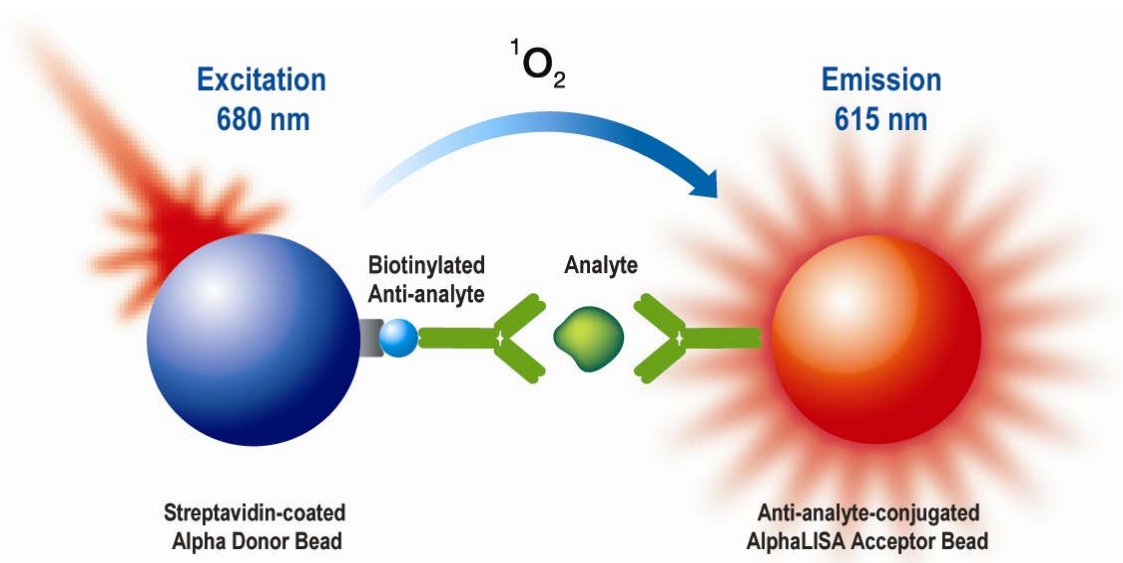 ¹O₂
Excitation
680 nm
Emission
615 nm
Biotinylated
Anti-analyte
Analyte
Streptavidin-coated
Alpha Donor Bead
Anti-analyte-conjugated
AlphaLISA Acceptor Bead